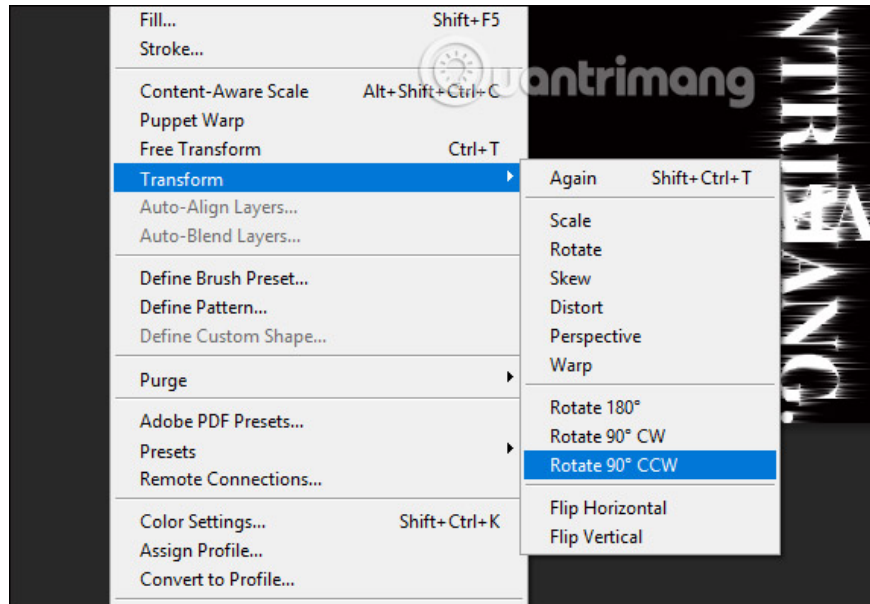 Fill... Shift+F5
Stroke...
Content-Aware Scale Alt+Shift+Ctrl+C
Puppet Warp
Free Transform Ctrl+T
Transform
Auto-Align Layers...
Auto-Blend Layers...
Define Brush Preset...
Define Pattern...
Define Custom Shape...
Purge
Adobe PDF Presets...
Presets
Remote Connections...
Color Settings... Shift+Ctrl+K
Assign Profile...
Convert to Profile...
Again Shift+Ctrl+T
Scale
Rotate
Skew
Distort
Perspective
Warp
Rotate 180°
Rotate 90° CW
Rotate 90° CCW
Flip Horizontal
Flip Vertical
uantrimang